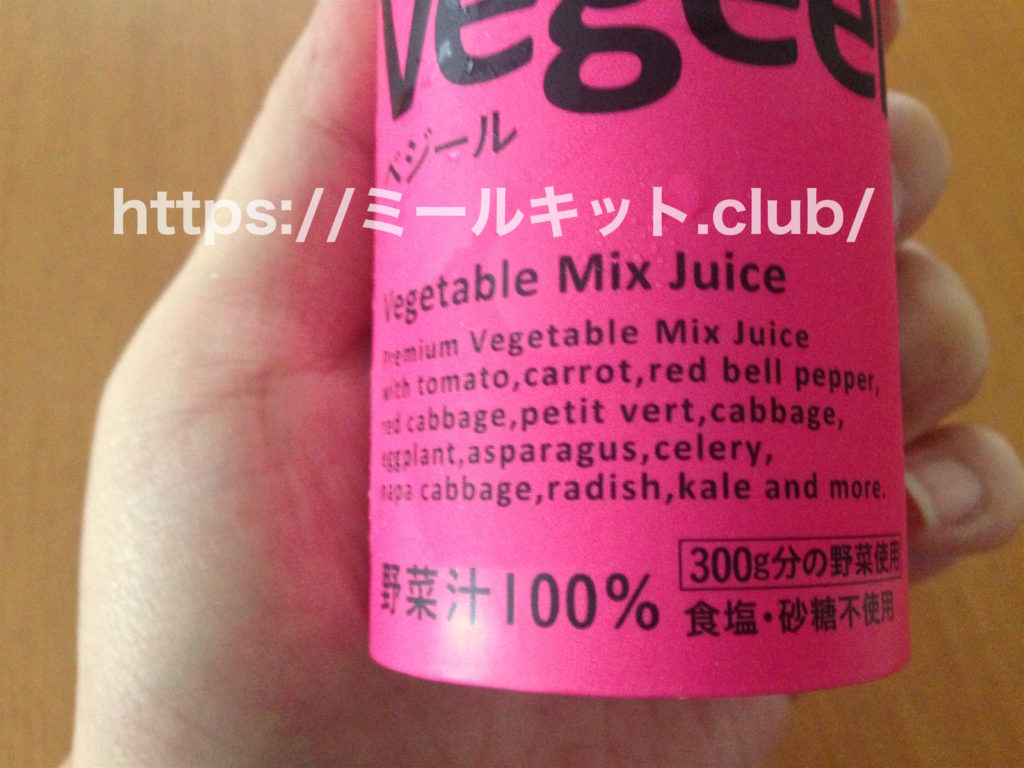 Vegeel
ベジール
https://ミールキット.club/
Vegetable Mix Juice
Premium Vegetable Mix Juice
with tomato,carrot,red bell pepper,
red cabbage,petit vert,cabbage,
eggplant,asparagus,celery,
napa cabbage,radish,kale and more.
野菜汁100%
300g分の野菜使用
食塩・砂糖不使用